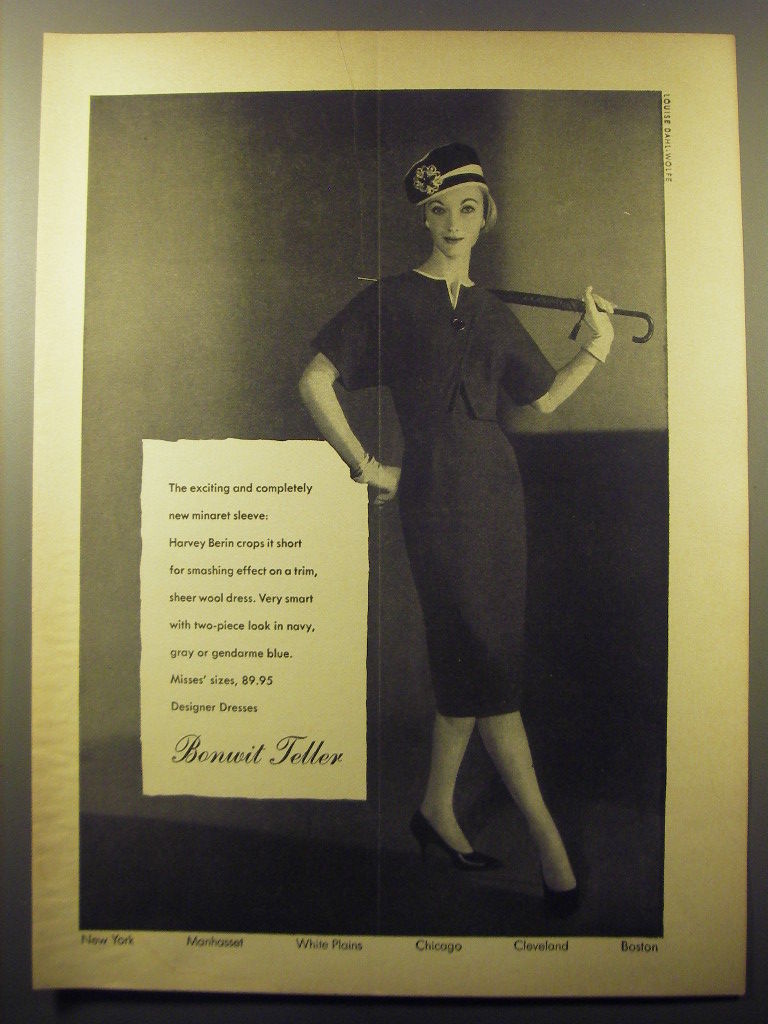 LOUISE DAHL-WOLFE
The exciting and completely
new minaret sleeve:
Harvey Berin crops it short
for smashing effect on a trim,
sheer wool dress. Very smart
with two-piece look in navy,
gray or gendarme blue.
Misses' sizes, 89.95
Designer Dresses
Bonwit Teller
New York Manhasset White Plains Chicago Cleveland Boston